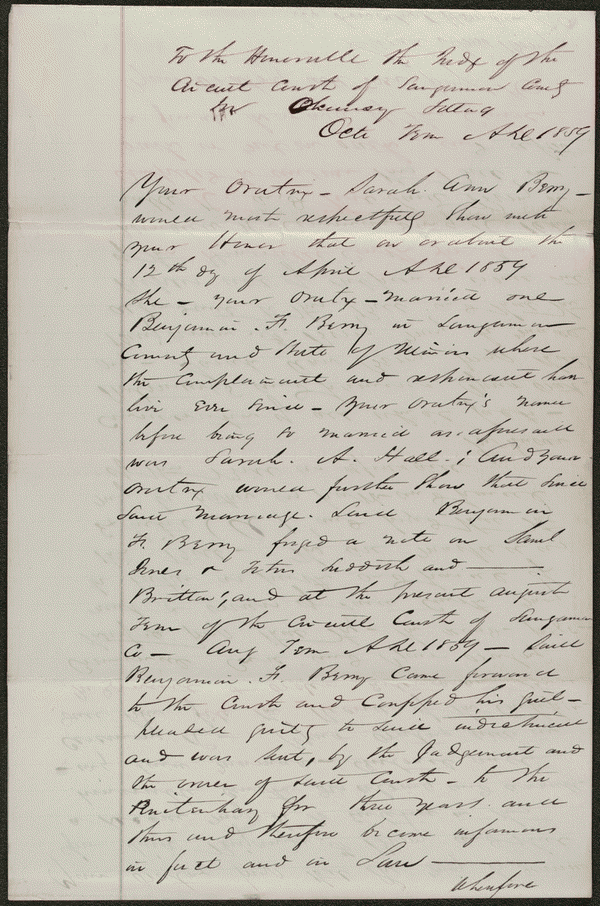 To the Honorable the Judge of the
Circuit Court of Sangamon County
In Chancery Sitting
Octr Term AD 1859
Your Oratrix - Sarah Ann Berry -
would most respectfully show unto
your Honor that on or about the
12th day of April AD 1859
she - your oratrix - married one
Benjamin F. Berry in Sangamon
County and State of Illinois where
the complainant and respondent have
live ever since - Your oratrix's name
before being so married as aforesaid
was Sarah. A. Hall. ; And your
oratrix would further show that since
said marriage. said Benjamin
F. Berry forged a note on Saml
Jones & and
Britton; and at the present august
Term of the circuit Court of Sangamon
Co - Aug Term AD 1859 - said
Benjamin. F. Berry came forward
to the Court and confessed his guilt -
pleaded guilty to said indictment
and was sent, by the Judgement and
the order of said Court - to the
Penitentiary for three years and
thus and therefore become infamous
in fact and in Law
Wherefore